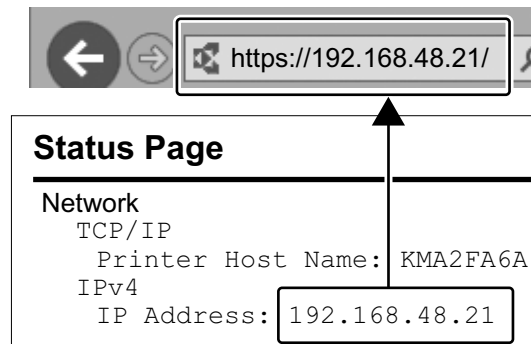 https://192.168.48.21/
Status Page
Network
TCP/IP
Printer Host Name: KMA2FA6A
IPv4
IP Address: 192.168.48.21